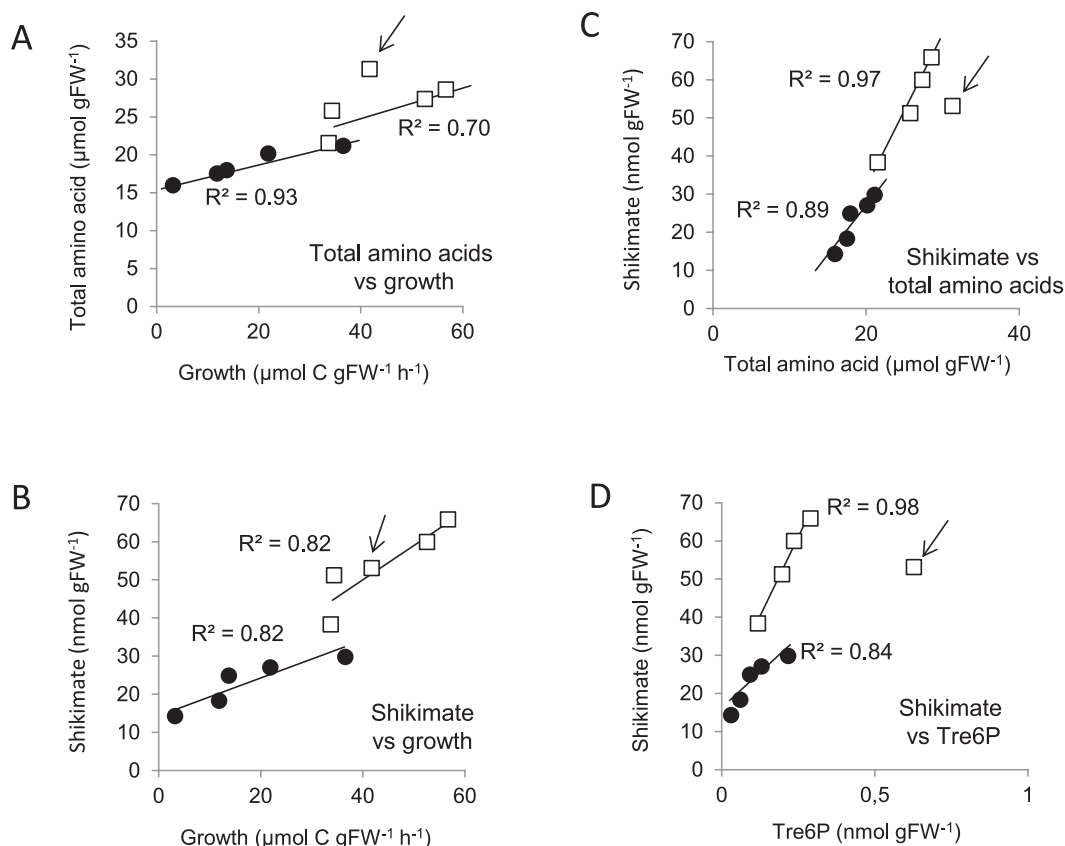 A
Total amino acid (µmol gFW⁻¹)
35
30
25
20
15
10
5
0
R² = 0.70
R² = 0.93
Total amino acids
vs growth
0 20 40 60
Growth (µmol C gFW⁻¹ h⁻¹)
C
Shikimate (nmol gFW⁻¹)
70
60
50
40
30
20
10
0
R² = 0.97
R² = 0.89
Shikimate vs
total amino acids
0 20 40
Total amino acid (µmol gFW⁻¹)
B
Shikimate (nmol gFW⁻¹)
70
60
50
40
30
20
10
0
R² = 0.82
R² = 0.82
Shikimate
vs growth
0 20 40 60
Growth (µmol C gFW⁻¹ h⁻¹)
D
Shikimate (nmol gFW⁻¹)
70
60
50
40
30
20
10
0
R² = 0.98
R² = 0.84
Shikimate
vs Tre6P
0 0,5 1
Tre6P (nmol gFW⁻¹)